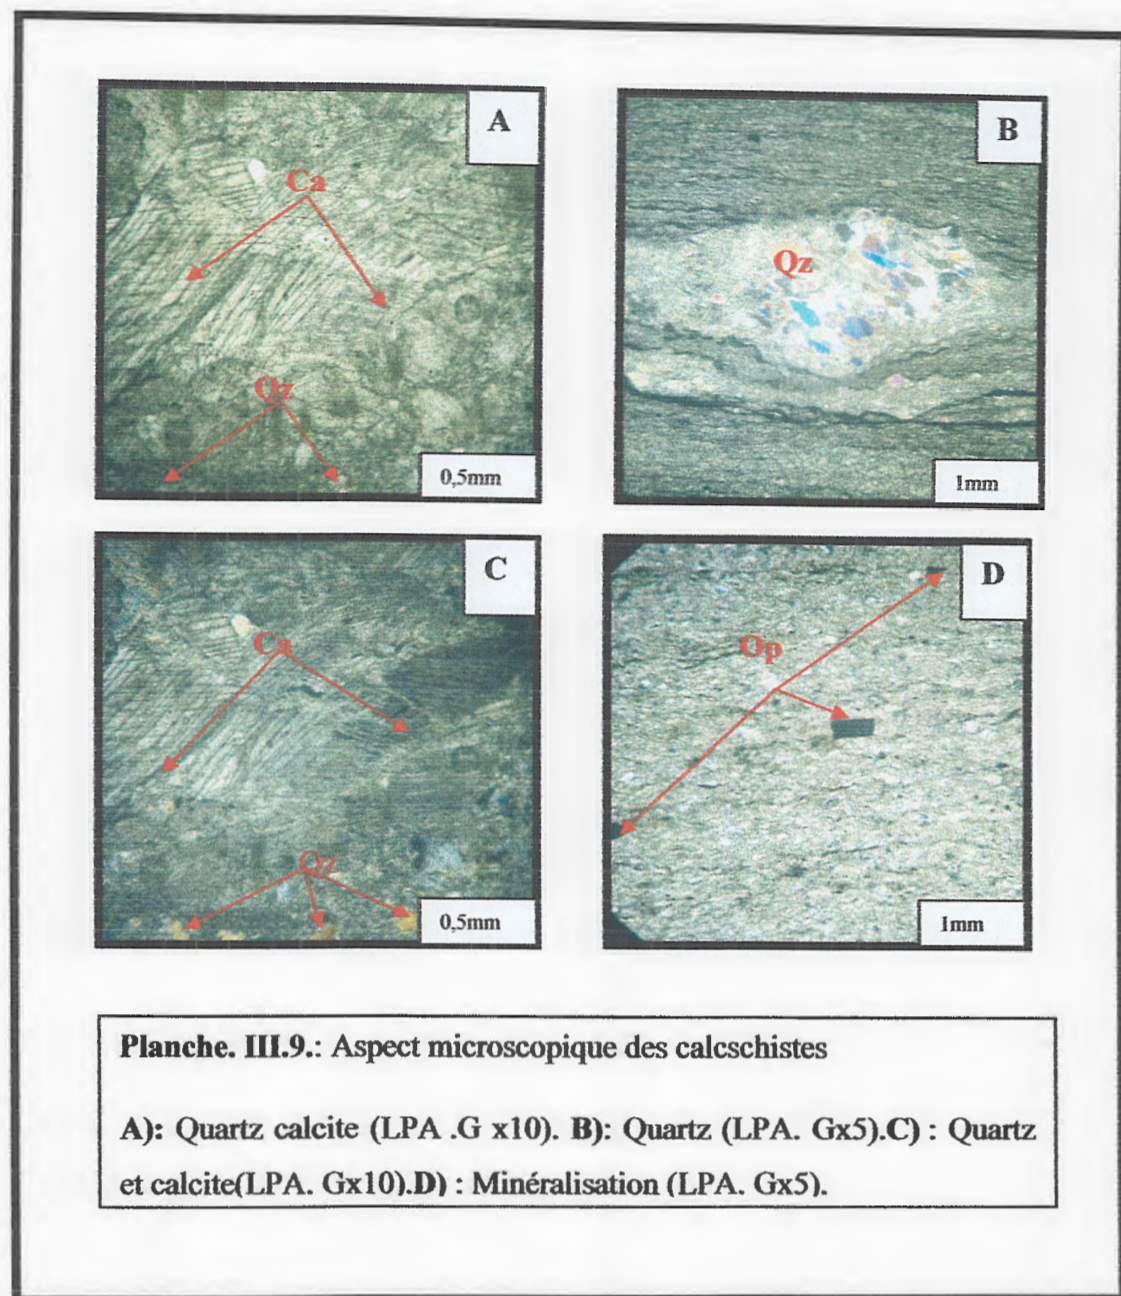 A
Ca
Qz
0,5mm
B
Qz
1mm
C
Ca
Qz
0,5mm
D
Op
1mm
Planche. III.9.: Aspect microscopique des calcschistes
A): Quartz calcite (LPA .G x10). B): Quartz (LPA. Gx5).C) : Quartz
et calcite(LPA. Gx10).D) : Minéralisation (LPA. Gx5).